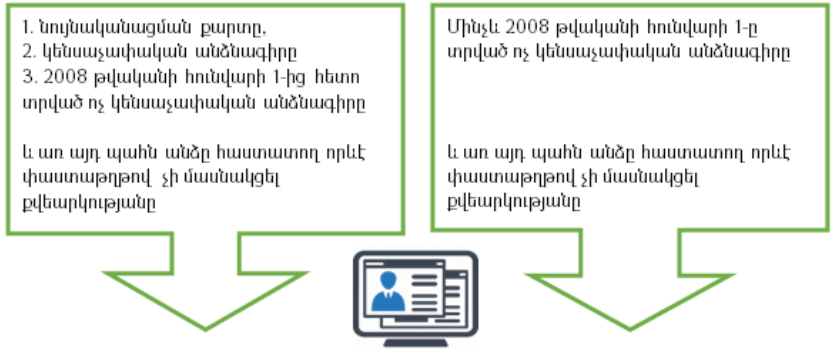 1. նույնականացման քարտը,
2. կենսաչափական անձնագիրը
3. 2008 թվականի հունվարի 1-ից հետո
տրված ոչ կենսաչափական անձնագիրը
և առ այդ պահն անձը հաստատող որևէ
փաստաթղթով չի մասնակցել
քվեարկությանը
Մինչև 2008 թվականի հունվարի 1-ը
տրված ոչ կենսաչափական անձնագիրը
և առ այդ պահն անձը հաստատող որևէ
փաստաթղթով չի մասնակցել
քվեարկությանը